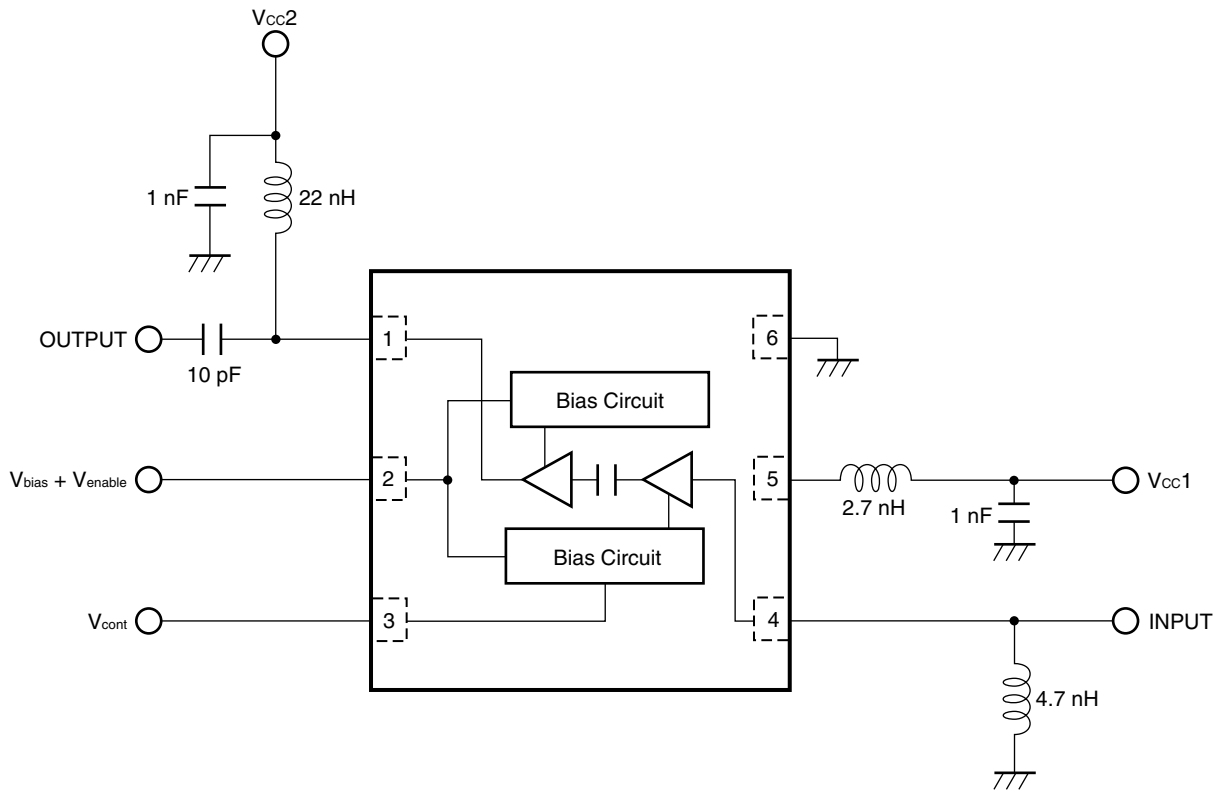 VCC2
1 nF
22 nH
OUTPUT
10 pF
1
6
Bias Circuit
Vbias + Venable
2
5
2.7 nH
1 nF
VCC1
Bias Circuit
Vcont
3
4
INPUT
4.7 nH